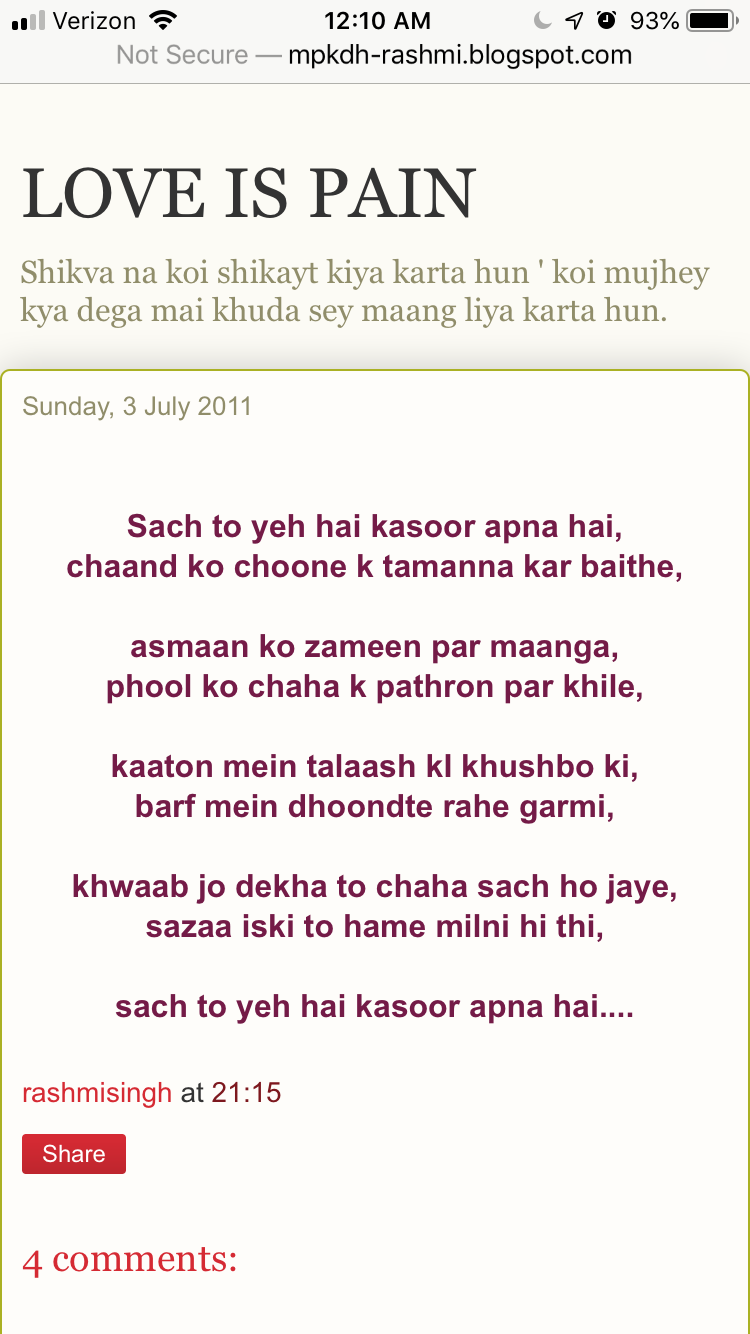 Verizon 12:10 AM 93%
Not Secure — mpkdh-rashmi.blogspot.com
LOVE IS PAIN
Shikva na koi shikayt kiya karta hun ' koi mujhey
kya dega mai khuda sey maang liya karta hun.
Sunday, 3 July 2011
Sach to yeh hai kasoor apna hai,
chaand ko choone k tamanna kar baithe,
asmaan ko zameen par maanga,
phool ko chaha k pathron par khile,
kaaton mein talaash kl khushbo ki,
barf mein dhoondte rahe garmi,
khwaab jo dekha to chaha sach ho jaye,
sazaa iski to hame milni hi thi,
sach to yeh hai kasoor apna hai....
rashmisingh at 21:15
Share
4 comments: